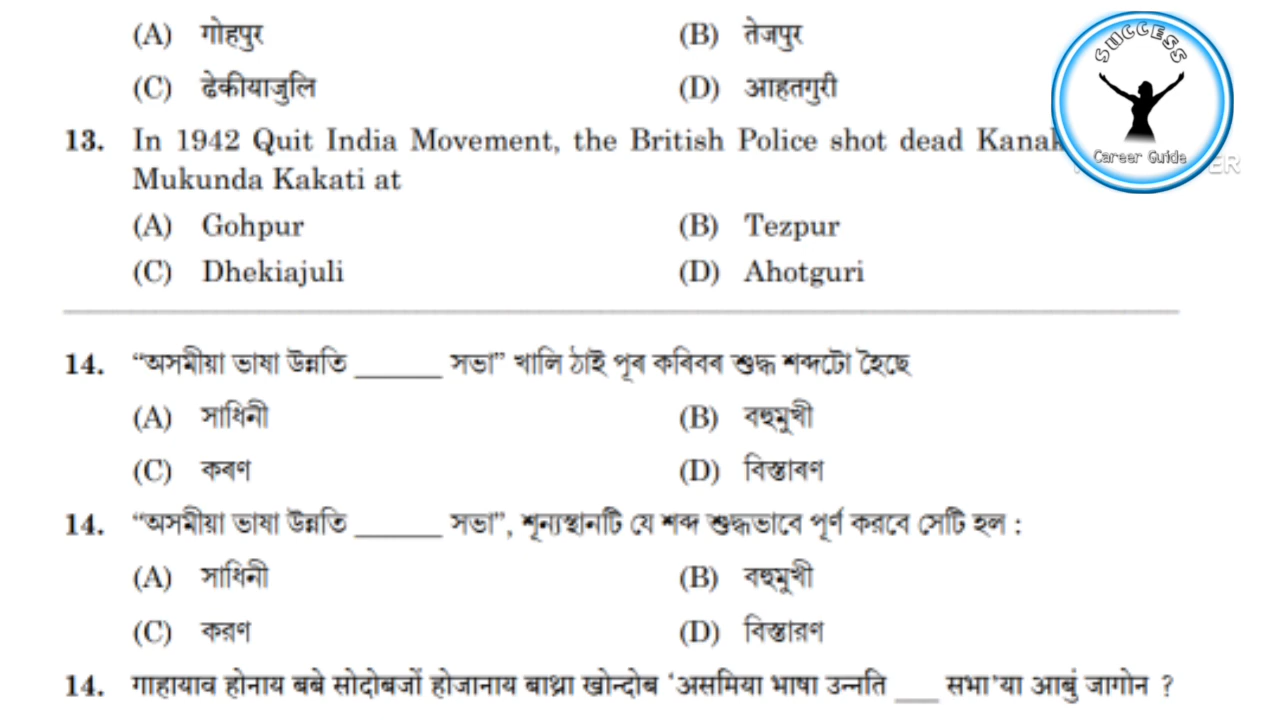 (A) गोहपुर (B) तेजपुर
(C) ढेकीयाजुलि (D) आहतगुरी
13. In 1942 Quit India Movement, the British Police shot dead
Mukunda Kakati at
(A) Gohpur (B) Tezpur
(C) Dhekiajuli (D) Ahotguri
14. “অসমীয়া ভাষা উন্নতি ______ সভা” খালি ঠাই পূৰ কৰিবৰ শুদ্ধ শব্দটো হৈছে
(A) সাধিনী (B) বহুমুখী
(C) কৰণ (D) বিস্তাৰণ
14. “অসমীয়া ভাষা উন্নতি ______ সভা”, শূন্যস্থানটি যে শব্দ শুদ্ধভাবে পূর্ণ করবে সেটি হল :
(A) সাধিনী (B) বহুমুখী
(C) করণ (D) বিস্তারণ
14. गाहायाव होनाय बबे सोदोबजों होजानाय बाथ्रा खोन्दोब ‘असमिया भाषा उन्नति ___ सभा’या आबुं जागोन ?
SUCCESS
Career Guide